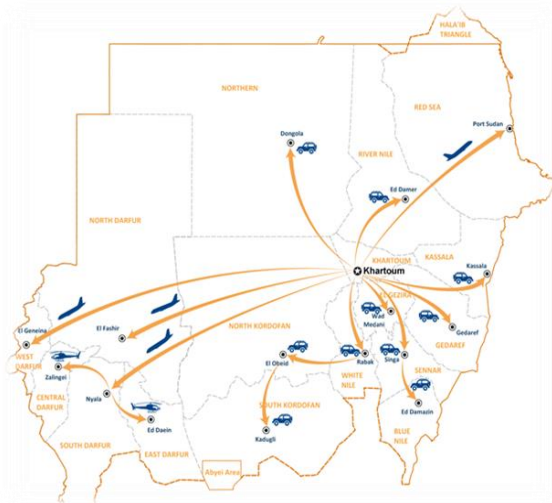 HALA'IB
TRIANGLE
NORTHERN
RED SEA
Port Sudan
Dongola
RIVER NILE
Ed Damer
NORTH DARFUR
KHARTOUM
KASSALA
Khartoum
Kassala
EL GEZIRA
Wad
Medani
El Geneina
El Fashir
NORTH KORDOFAN
Gedaref
GEDAREF
WEST
DARFUR
Zalingei
El Obeid
Rabak
Singa
WHITE
NILE
SENNAR
CENTRAL
DARFUR
Nyala
SOUTH KORDOFAN
Ed Damazin
Ed Daein
Kadugli
BLUE
NILE
SOUTH DARFUR
EAST DARFUR
Abyei Area